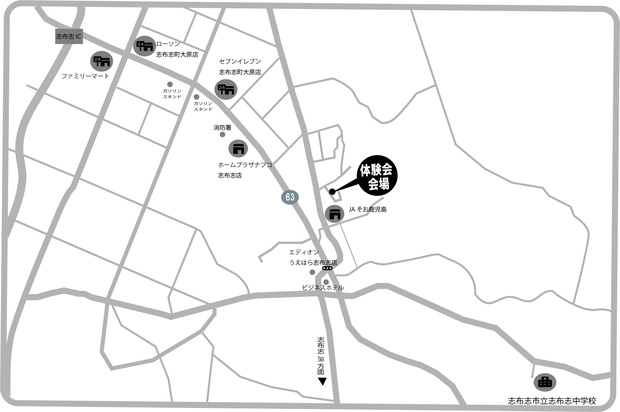 志布志 IC
ローソン
志布志町大原店
ファミリーマート
セブンイレブン
志布志町大原店
ガソリン
スタンド
ガソリン
スタンド
消防署
ホームプラザナフコ
志布志店
体験会
会場
63
JA そお鹿児島
エディオン
うえはら志布志店
ビジネスホテル
志布志JR方面
志布志市立志布志中学校